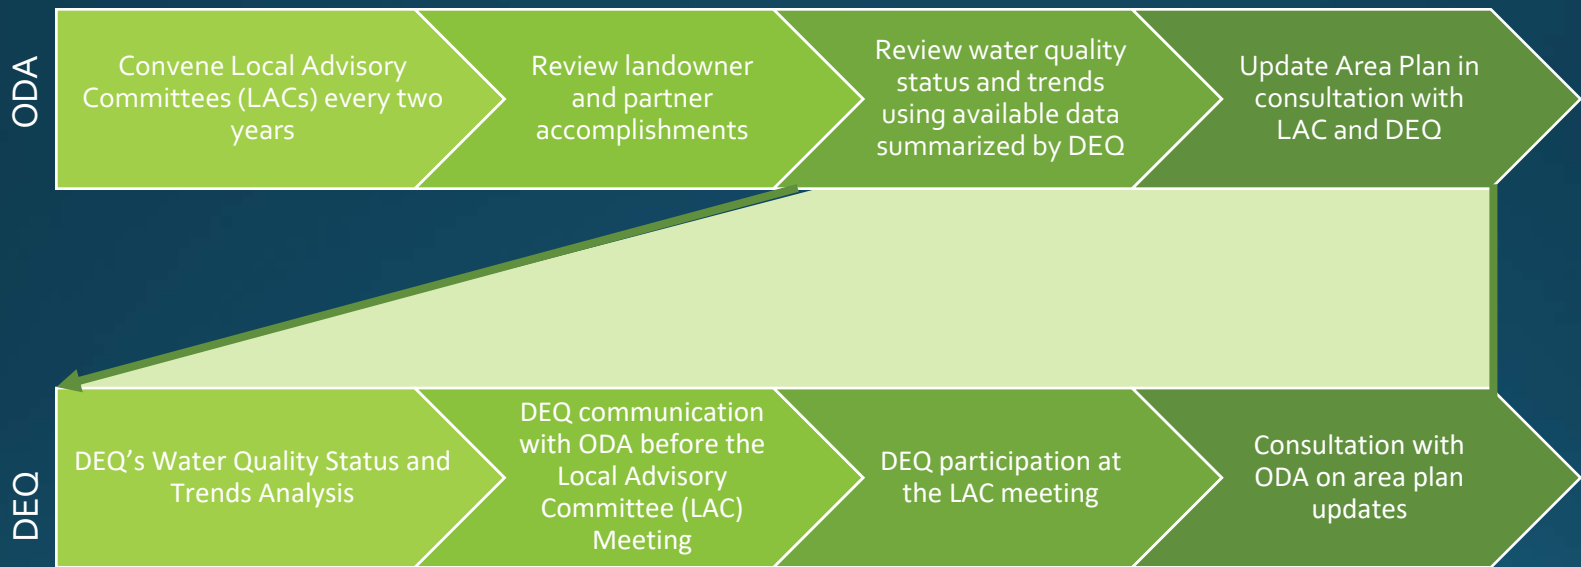 ODA
Convene Local Advisory
Committees (LACs) every two
years
Review landowner
and partner
accomplishments
Review water quality
status and trends
using available data
summarized by DEQ
Update Area Plan in
consultation with
LAC and DEQ
DEQ
DEQ’s Water Quality Status and
Trends Analysis
DEQ communication
with ODA before the
Local Advisory
Committee (LAC)
Meeting
DEQ participation at
the LAC meeting
Consultation with
ODA on area plan
updates